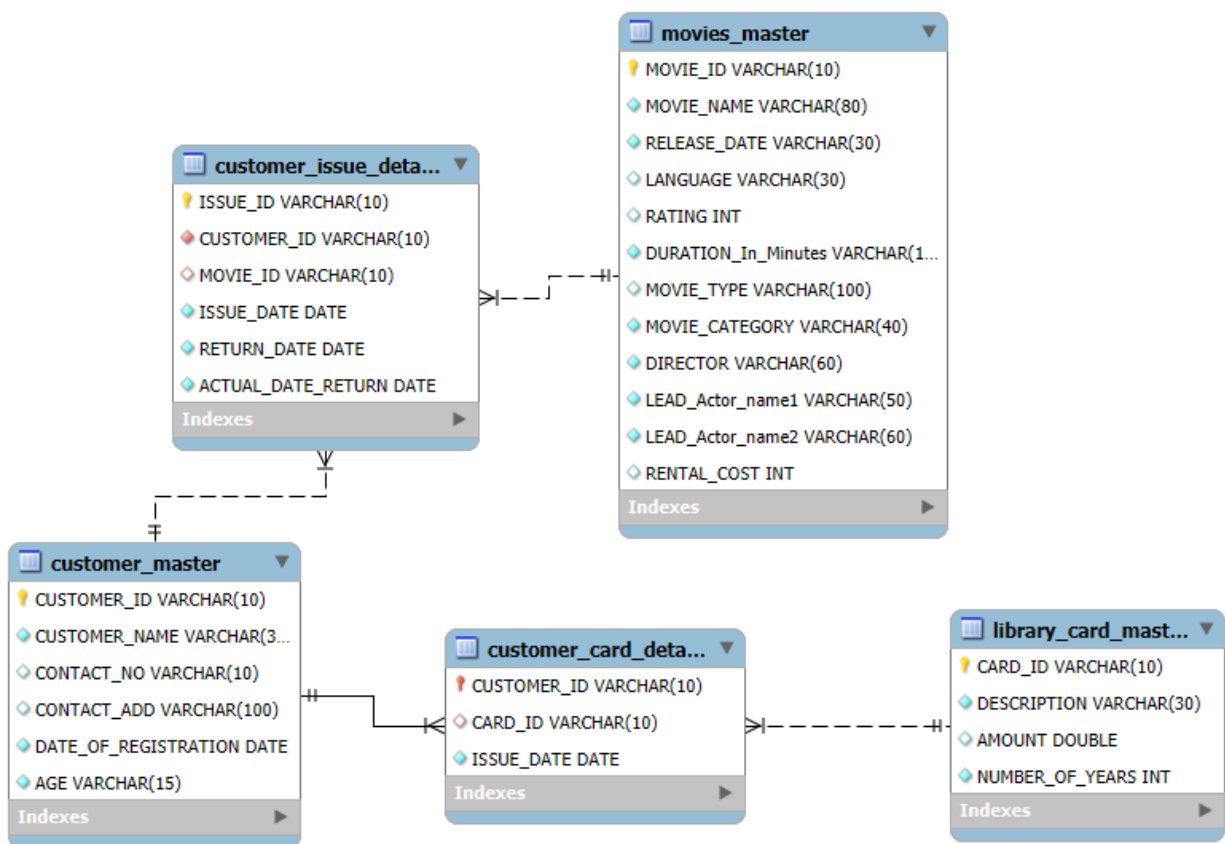 movies_master
MOVIE_ID VARCHAR(10)
MOVIE_NAME VARCHAR(80)
RELEASE_DATE VARCHAR(30)
LANGUAGE VARCHAR(30)
RATING INT
DURATION_In_Minutes VARCHAR(1...
MOVIE_TYPE VARCHAR(100)
MOVIE_CATEGORY VARCHAR(40)
DIRECTOR VARCHAR(60)
LEAD_Actor_name1 VARCHAR(50)
LEAD_Actor_name2 VARCHAR(60)
RENTAL_COST INT
Indexes
customer_issue_deta...
ISSUE_ID VARCHAR(10)
CUSTOMER_ID VARCHAR(10)
MOVIE_ID VARCHAR(10)
ISSUE_DATE DATE
RETURN_DATE DATE
ACTUAL_DATE_RETURN DATE
Indexes
customer_master
CUSTOMER_ID VARCHAR(10)
CUSTOMER_NAME VARCHAR(3...
CONTACT_NO VARCHAR(10)
CONTACT_ADD VARCHAR(100)
DATE_OF_REGISTRATION DATE
AGE VARCHAR(15)
Indexes
customer_card_deta...
CUSTOMER_ID VARCHAR(10)
CARD_ID VARCHAR(10)
ISSUE_DATE DATE
Indexes
library_card_mast...
CARD_ID VARCHAR(10)
DESCRIPTION VARCHAR(30)
AMOUNT DOUBLE
NUMBER_OF_YEARS INT
Indexes